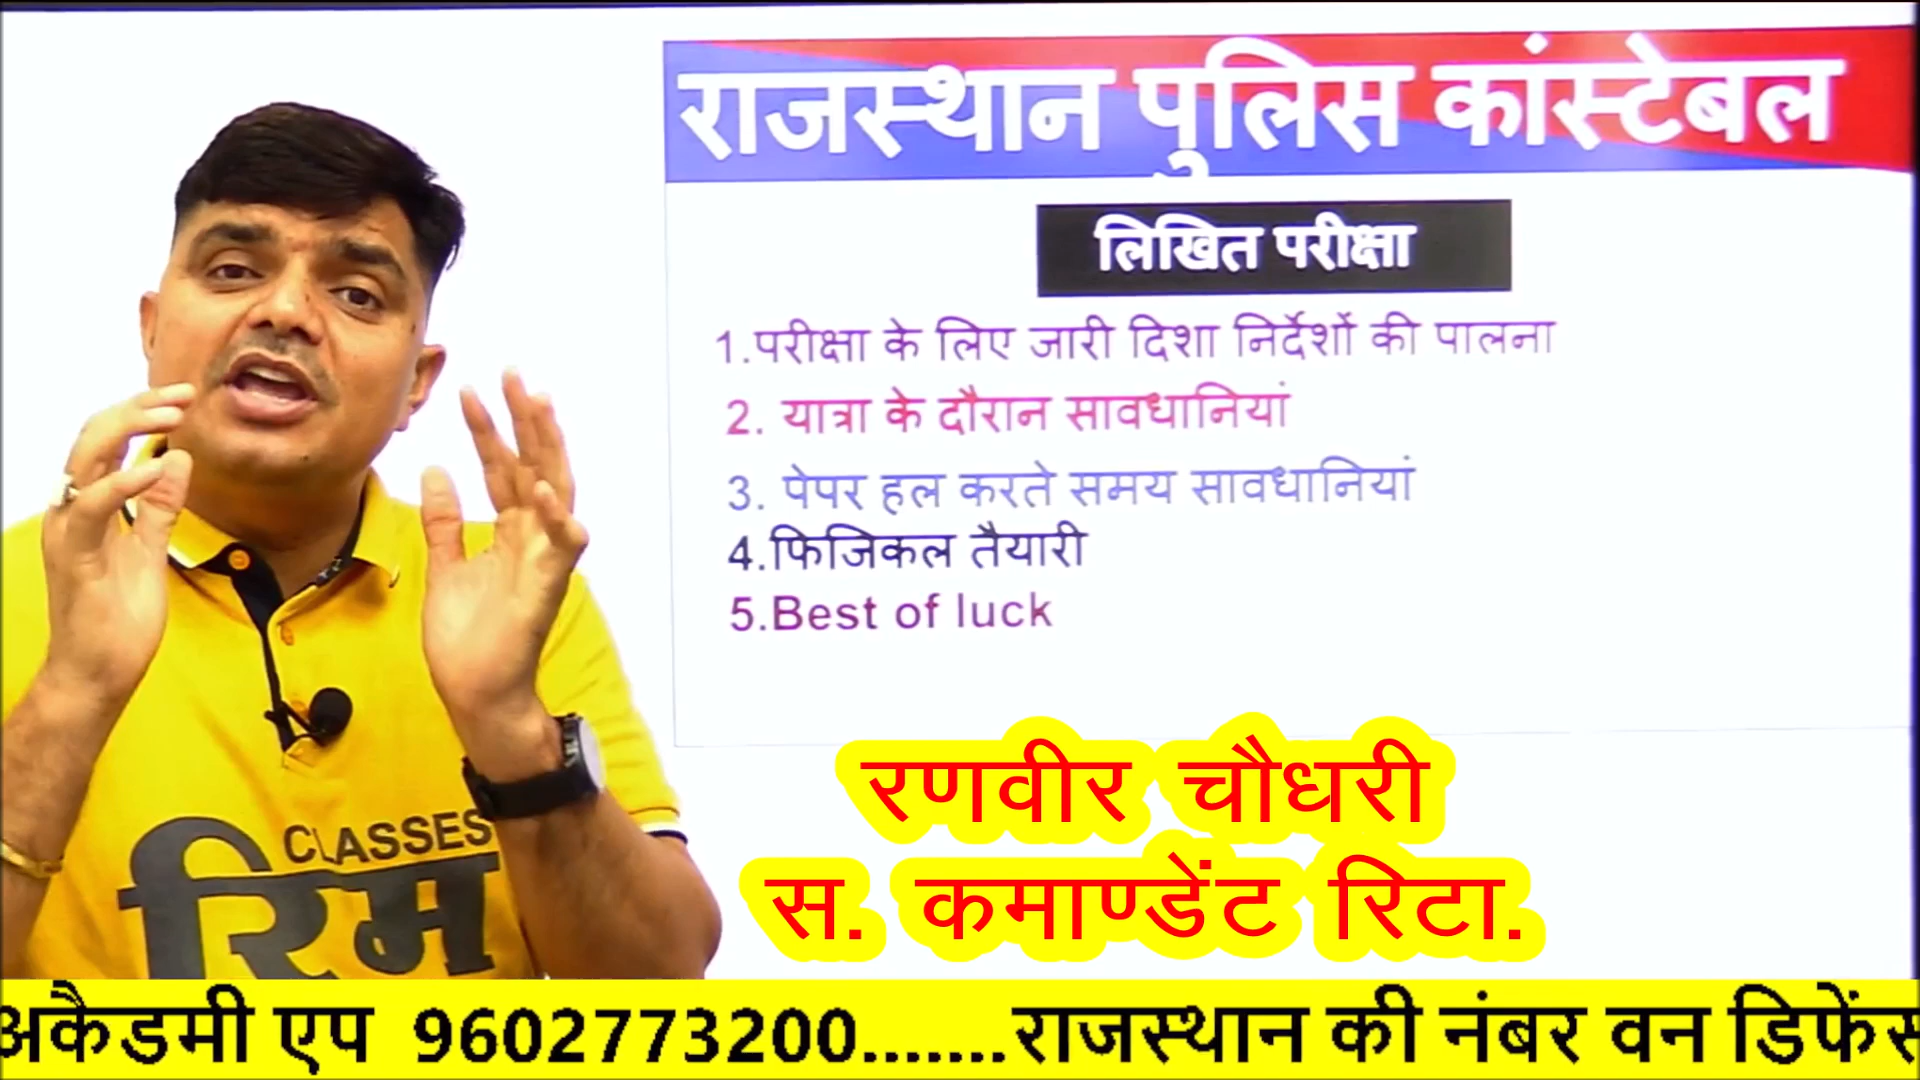 राजस्थान पुलिस कांस्टेबल
लिखित परीक्षा
1.परीक्षा के लिए जारी दिशा निर्देशों की पालना
2. यात्रा के दौरान सावधानियां
3. पेपर हल करते समय सावधानियां
4.फिजिकल तैयारी
5.Best of luck
रणवीर चौधरी
स. कमाण्डेंट रिटा.
CLASSES
रिम
अकैडमी एप 9602773200.......राजस्थान की नंबर वन डिफेंस